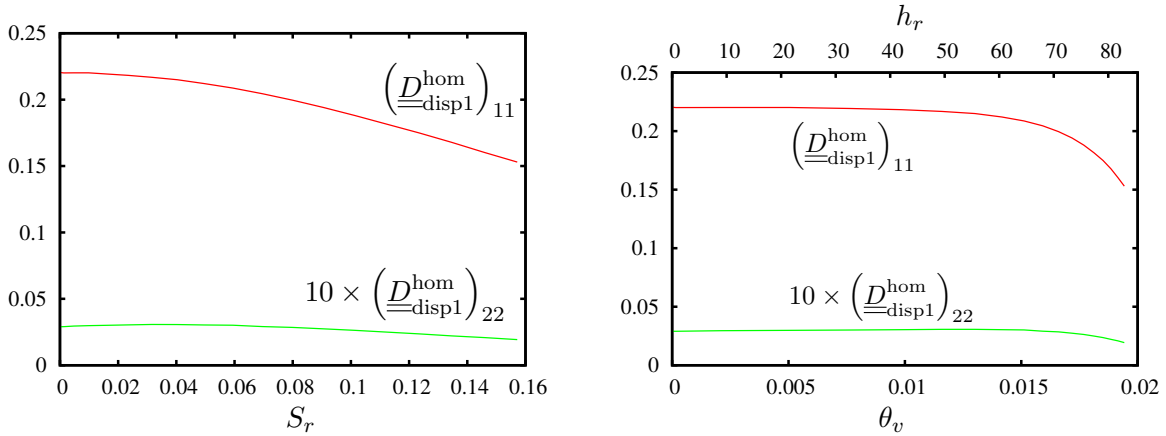 0.25
0.2
0.15
0.1
0.05
0
0 0.02 0.04 0.06 0.08 0.1 0.12 0.14 0.16
S_r
(D^hom_disp1)_11
10 × (D^hom_disp1)_22
h_r
0 10 20 30 40 50 60 70 80
0.25
0.2
0.15
0.1
0.05
0
0 0.005 0.01 0.015 0.02
θ_v
(D^hom_disp1)_11
10 × (D^hom_disp1)_22